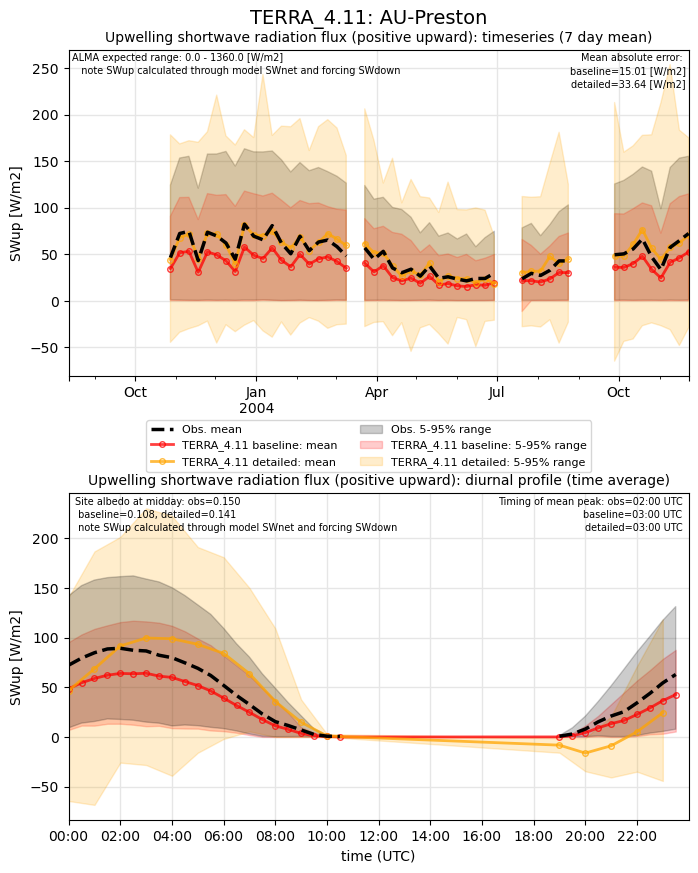 TERRA_4.11: AU-Preston
Upwelling shortwave radiation flux (positive upward): timeseries (7 day mean)
ALMA expected range: 0.0 - 1360.0 [W/m2]
note SWup calculated through model SWnet and forcing SWdown
Mean absolute error:
baseline=15.01 [W/m2]
detailed=33.64 [W/m2]
SWup [W/m2]
250
200
150
100
50
0
−50
Oct
Jan
2004
Apr
Jul
Oct
Obs. mean
TERRA_4.11 baseline: mean
TERRA_4.11 detailed: mean
Obs. 5-95% range
TERRA_4.11 baseline: 5-95% range
TERRA_4.11 detailed: 5-95% range
Upwelling shortwave radiation flux (positive upward): diurnal profile (time average)
Site albedo at midday: obs=0.150
baseline=0.108, detailed=0.141
note SWup calculated through model SWnet and forcing SWdown
Timing of mean peak: obs=02:00 UTC
baseline=03:00 UTC
detailed=03:00 UTC
SWup [W/m2]
200
150
100
50
0
−50
00:00 02:00 04:00 06:00 08:00 10:00 12:00 14:00 16:00 18:00 20:00 22:00
time (UTC)